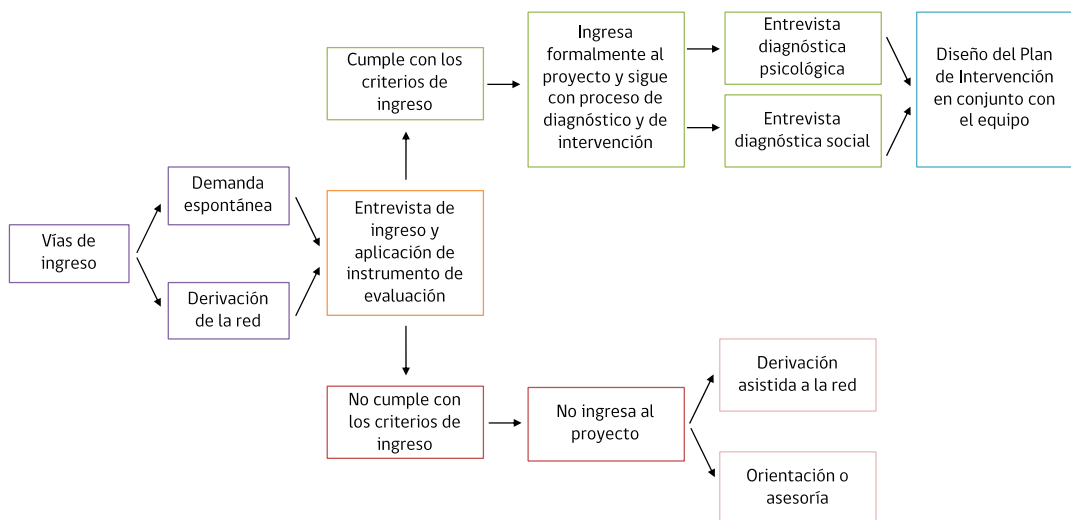 Vías de
ingreso
Demanda
espontánea
Derivación
de la red
Entrevista de
ingreso y
aplicación de
instrumento de
evaluación
Cumple con los
criterios de
ingreso
Ingresa
formalmente al
proyecto y sigue
con proceso de
diagnóstico y de
intervención
Entrevista
diagnóstica
psicológica
Entrevista
diagnóstica social
Diseño del Plan
de Intervención
en conjunto con
el equipo
No cumple con
los criterios de
ingreso
No ingresa al
proyecto
Derivación
asistida a la red
Orientación o
asesoría